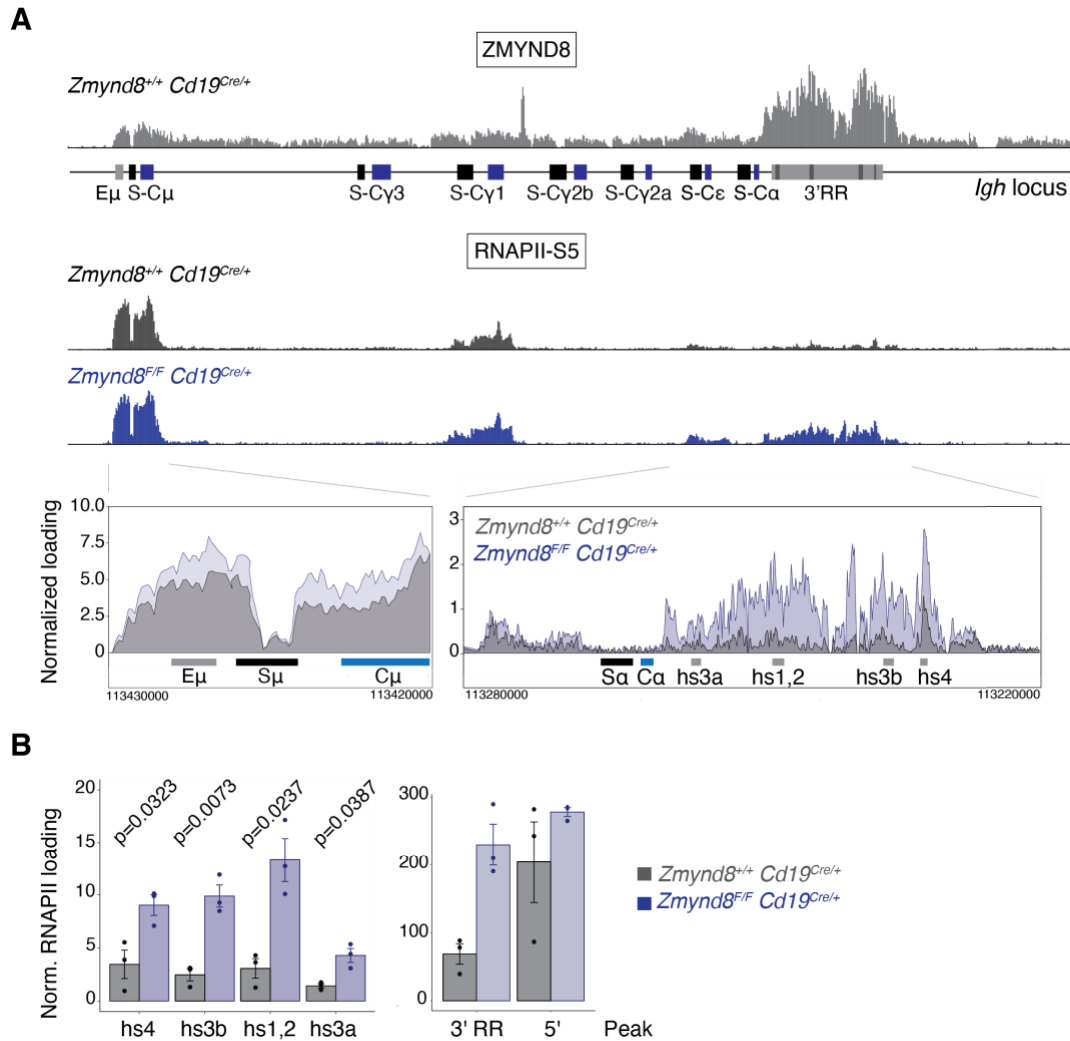 A
ZMYND8
Zmynd8+/+ Cd19Cre/+
Eμ S-Cμ S-Cγ3 S-Cγ1 S-Cγ2b S-Cγ2a S-Cε S-Cα 3'RR Igh locus
RNAPII-S5
Zmynd8+/+ Cd19Cre/+
Zmynd8F/F Cd19Cre/+
Normalized loading
10.0
7.5
5.0
2.5
0
Eμ Sμ Cμ
113430000 113420000
3
2
1
0
Zmynd8+/+ Cd19Cre/+
Zmynd8F/F Cd19Cre/+
Sα Cα hs3a hs1,2 hs3b hs4
113280000 113220000
B
Norm. RNAPII loading
20
15
10
5
0
p=0.0323 p=0.0073 p=0.0237 p=0.0387
hs4 hs3b hs1,2 hs3a
300
200
100
0
3' RR 5' Peak
Zmynd8+/+ Cd19Cre/+
Zmynd8F/F Cd19Cre/+